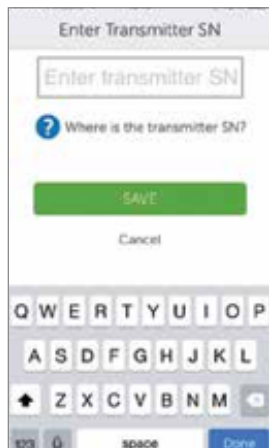 Enter Transmitter SN
Enter transmitter SN
? Where is the transmitter SN?
SAVE
Cancel
Q W E R T Y U I O P
A S D F G H J K L
Z X C V B N M
123 space Done